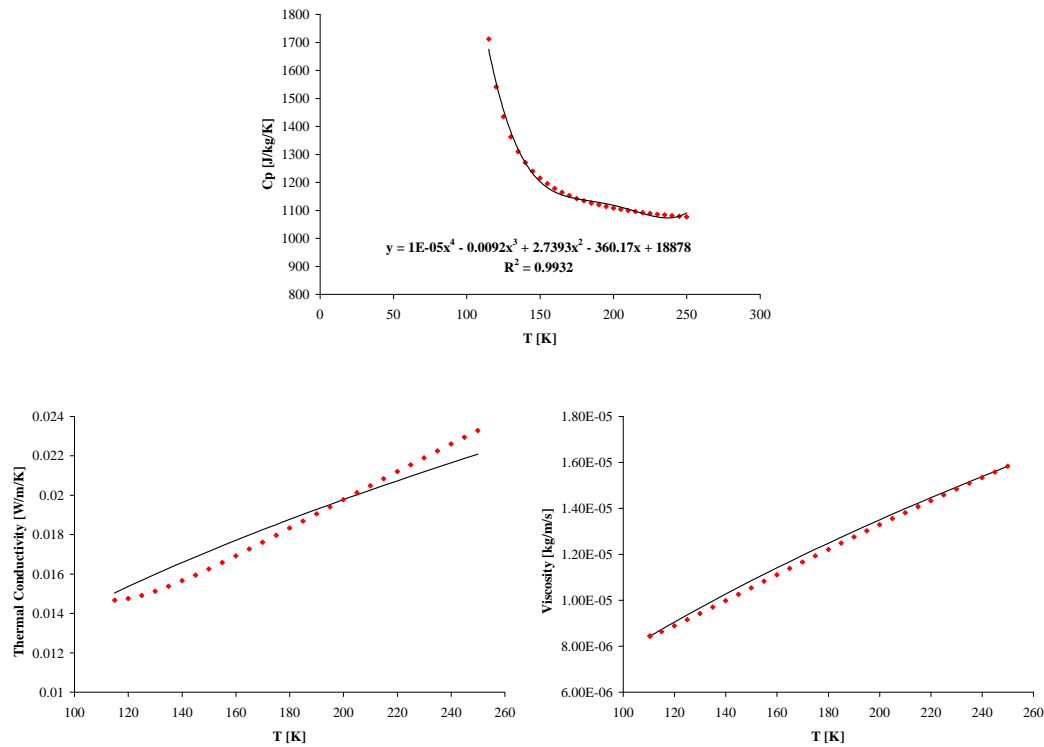 1800
1700
1600
1500
1400
1300
1200
1100
1000
900
800
Cp [J/kg/K]
y = 1E-05x⁴ - 0.0092x³ + 2.7393x² - 360.17x + 18878
R² = 0.9932
0 50 100 150 200 250 300
T [K]
0.024
0.022
0.02
0.018
0.016
0.014
0.012
0.01
Thermal Conductivity [W/m/K]
100 120 140 160 180 200 220 240 260
T [K]
1.80E-05
1.60E-05
1.40E-05
1.20E-05
1.00E-05
8.00E-06
6.00E-06
Viscosity [kg/m/s]
100 120 140 160 180 200 220 240 260
T [K]